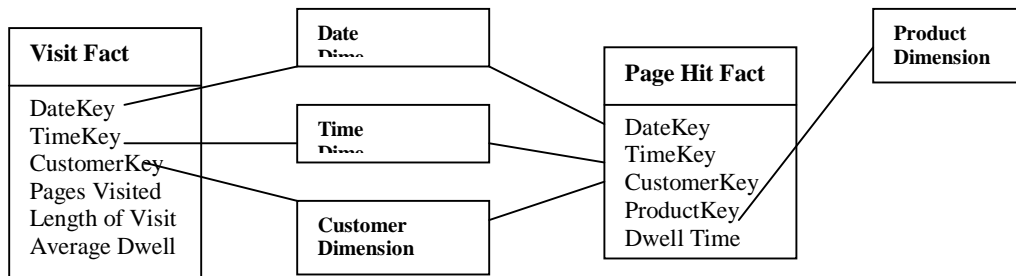 Visit Fact
DateKey
TimeKey
CustomerKey
Pages Visited
Length of Visit
Average Dwell
Date
Time
Customer
Dimension
Page Hit Fact
DateKey
TimeKey
CustomerKey
ProductKey
Dwell Time
Product
Dimension